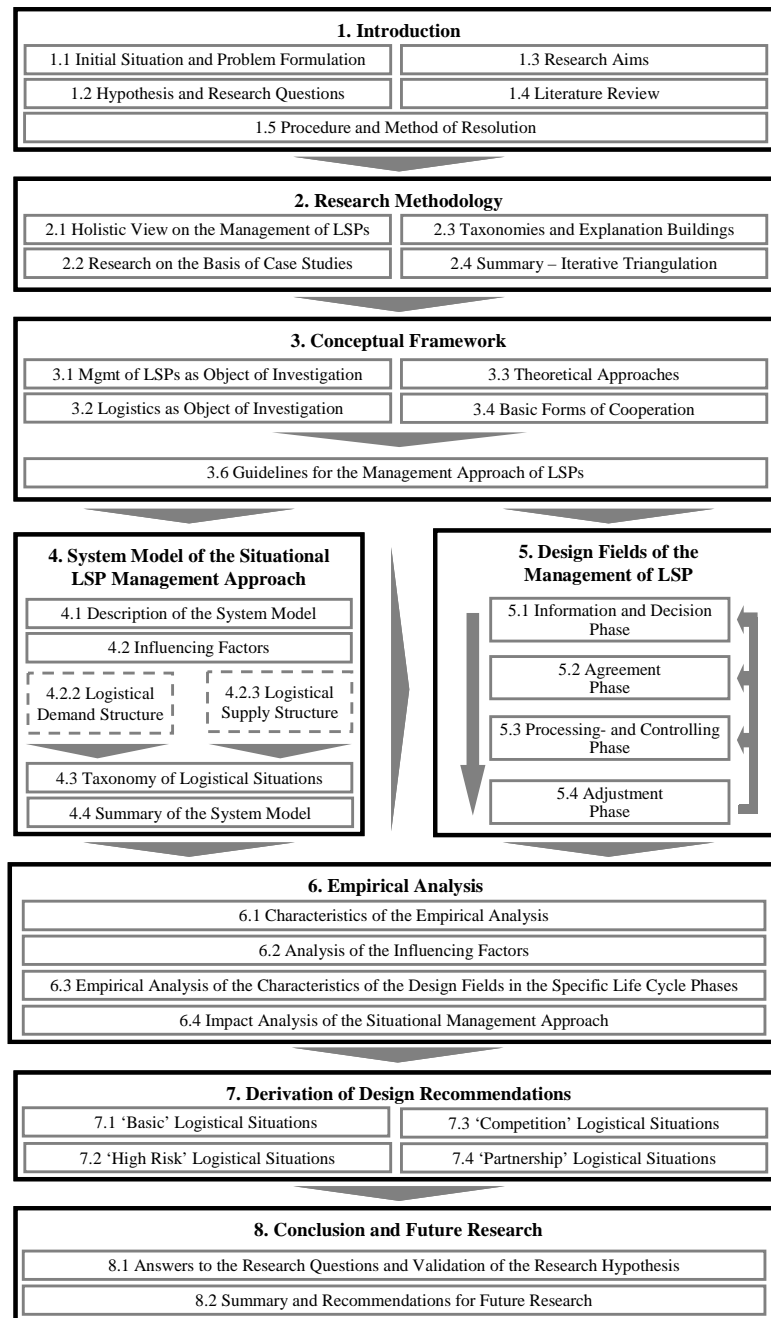 1. Introduction
1.1 Initial Situation and Problem Formulation
1.3 Research Aims
1.2 Hypothesis and Research Questions
1.4 Literature Review
1.5 Procedure and Method of Resolution
2. Research Methodology
2.1 Holistic View on the Management of LSPs
2.3 Taxonomies and Explanation Buildings
2.2 Research on the Basis of Case Studies
2.4 Summary – Iterative Triangulation
3. Conceptual Framework
3.1 Mgmt of LSPs as Object of Investigation
3.3 Theoretical Approaches
3.2 Logistics as Object of Investigation
3.4 Basic Forms of Cooperation
3.6 Guidelines for the Management Approach of LSPs
4. System Model of the Situational
LSP Management Approach
4.1 Description of the System Model
4.2 Influencing Factors
4.2.2 Logistical
Demand Structure
4.2.3 Logistical
Supply Structure
4.3 Taxonomy of Logistical Situations
4.4 Summary of the System Model
5. Design Fields of the
Management of LSP
5.1 Information and Decision
Phase
5.2 Agreement
Phase
5.3 Processing- and Controlling
Phase
5.4 Adjustment
Phase
6. Empirical Analysis
6.1 Characteristics of the Empirical Analysis
6.2 Analysis of the Influencing Factors
6.3 Empirical Analysis of the Characteristics of the Design Fields in the Specific Life Cycle Phases
6.4 Impact Analysis of the Situational Management Approach
7. Derivation of Design Recommendations
7.1 ‘Basic’ Logistical Situations
7.3 ‘Competition’ Logistical Situations
7.2 ‘High Risk’ Logistical Situations
7.4 ‘Partnership’ Logistical Situations
8. Conclusion and Future Research
8.1 Answers to the Research Questions and Validation of the Research Hypothesis
8.2 Summary and Recommendations for Future Research